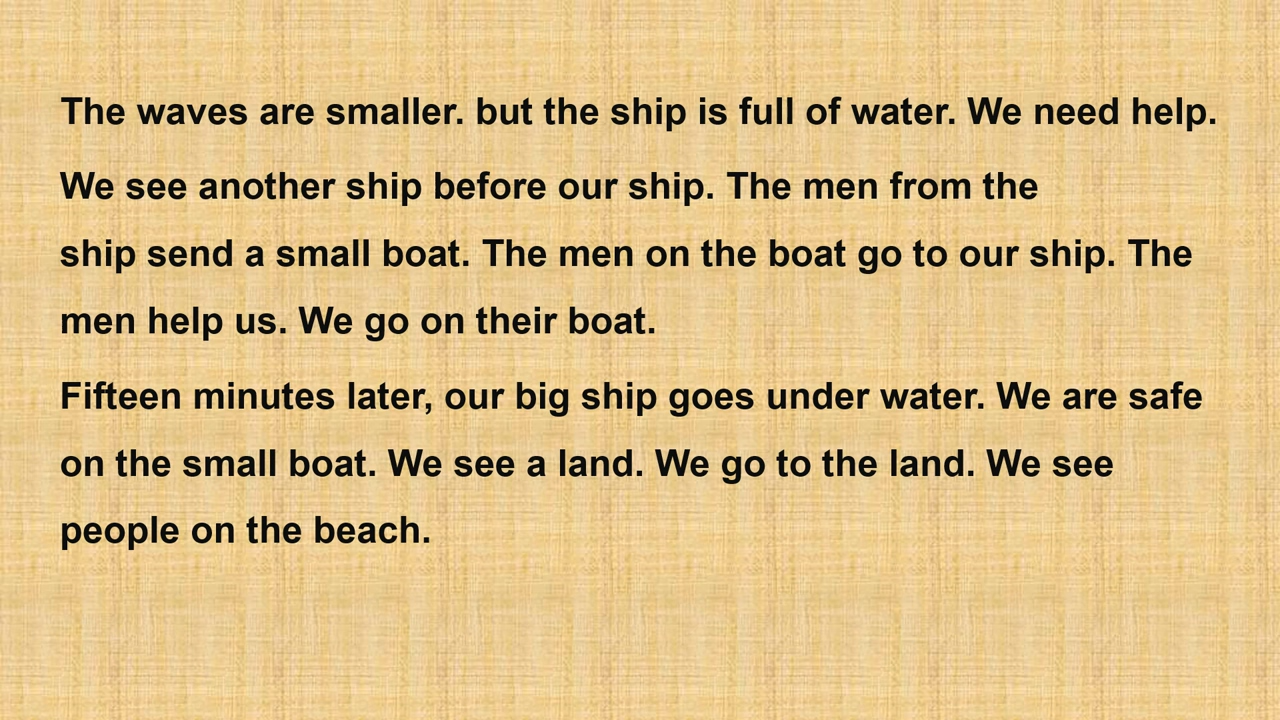 The waves are smaller. but the ship is full of water. We need help.
We see another ship before our ship. The men from the
ship send a small boat. The men on the boat go to our ship. The
men help us. We go on their boat.
Fifteen minutes later, our big ship goes under water. We are safe
on the small boat. We see a land. We go to the land. We see
people on the beach.